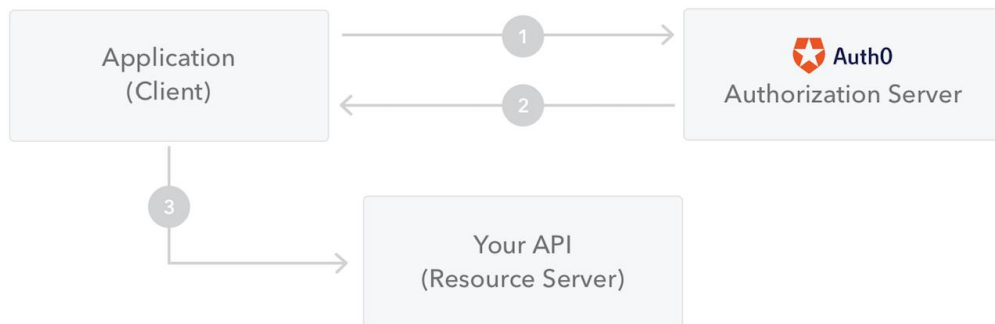 Application
(Client)
1
Auth0
Authorization Server
2
3
Your API
(Resource Server)